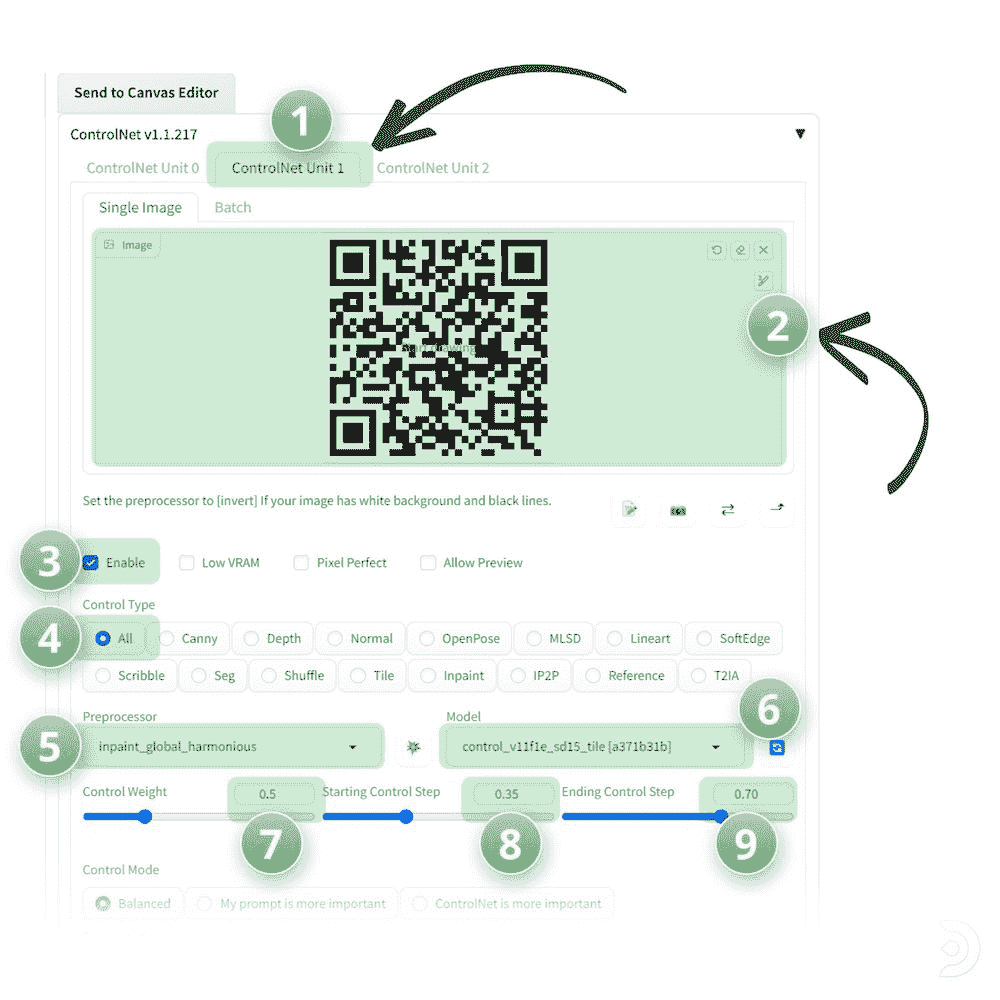 Send to Canvas Editor
1
ControlNet v1.1.217
ControlNet Unit 0 ControlNet Unit 1 ControlNet Unit 2
Single Image Batch
Image
2
Start drawing
Set the preprocessor to [invert] If your image has white background and black lines.
3 Enable Low VRAM Pixel Perfect Allow Preview
Control Type
4 All Canny Depth Normal OpenPose MLSD Lineart SoftEdge
Scribble Seg Shuffle Tile Inpaint IP2P Reference T2IA
Preprocessor Model 6
5 inpaint_global_harmonious control_v11f1e_sd15_tile [a371b31b]
Control Weight 0.5 Starting Control Step 0.35 Ending Control Step 0.70
7 8 9
Control Mode
Balanced My prompt is more important ControlNet is more important